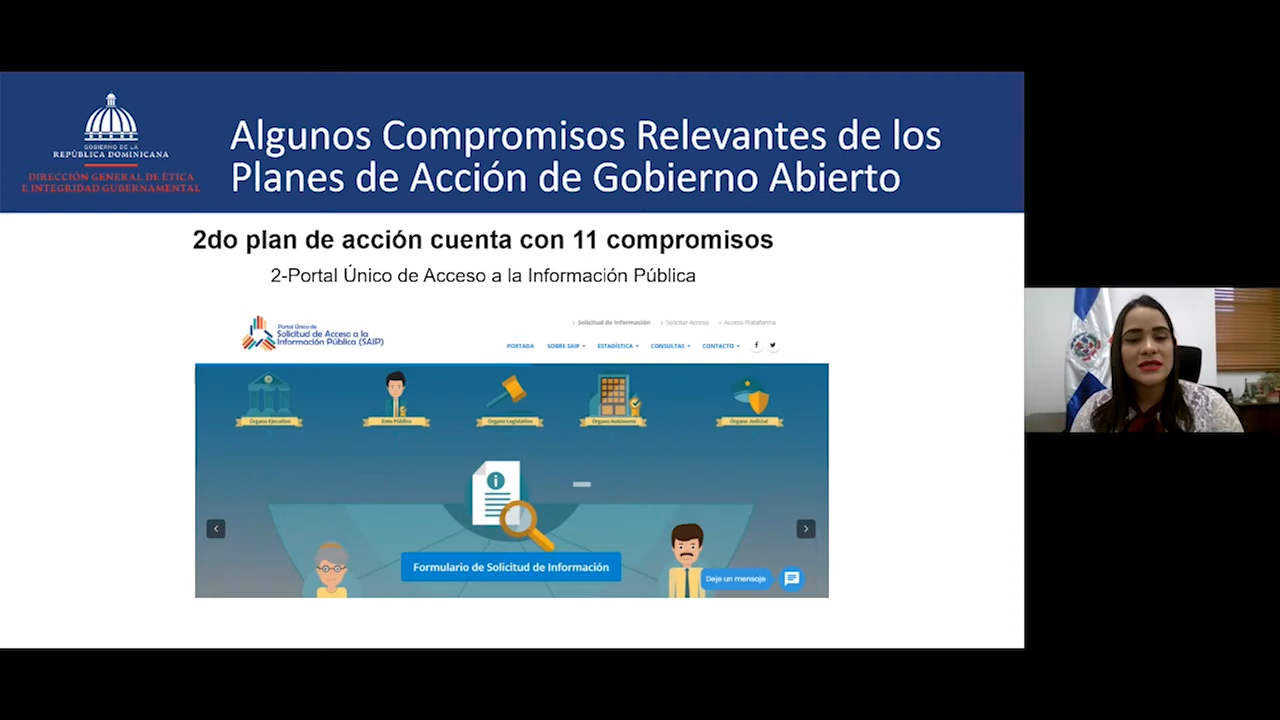 GOBIERNO DE LA
REPÚBLICA DOMINICANA
DIRECCIÓN GENERAL DE ÉTICA
E INTEGRIDAD GUBERNAMENTAL
Algunos Compromisos Relevantes de los
Planes de Acción de Gobierno Abierto
2do plan de acción cuenta con 11 compromisos
2-Portal Único de Acceso a la Información Pública
Portal Único de
Solicitud de Acceso a la
Información Pública (SAIP)
Solicitud de Información Solicitar Acceso Acceso Plataforma
PORTADA SOBRE SAIP ESTADÍSTICA CONSULTAS CONTACTO
Órgano Ejecutivo Ente Público Órgano Legislativo Órgano Autónomo Órgano Judicial
Formulario de Solicitud de Información
Deje un mensaje